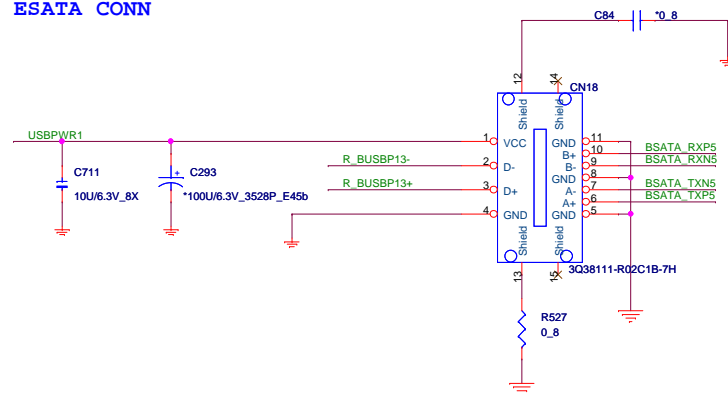 ESATA CONN
C84
*0_8
12
14
CN18
Shield
Shield
USBPWR1
1
VCC
GND
11
B+
10
BSATA_RXP5
R_BUSBP13-
2
D-
B-
9
BSATA_RXN5
GND
8
C711
C293
R_BUSBP13+
3
D+
A-
7
BSATA_TXN5
10U/6.3V_8X
*100U/6.3V_3528P_E45b
A+
6
BSATA_TXP5
4
GND
GND
5
Shield
Shield
13
15
3Q38111-R02C1B-7H
R527
0_8